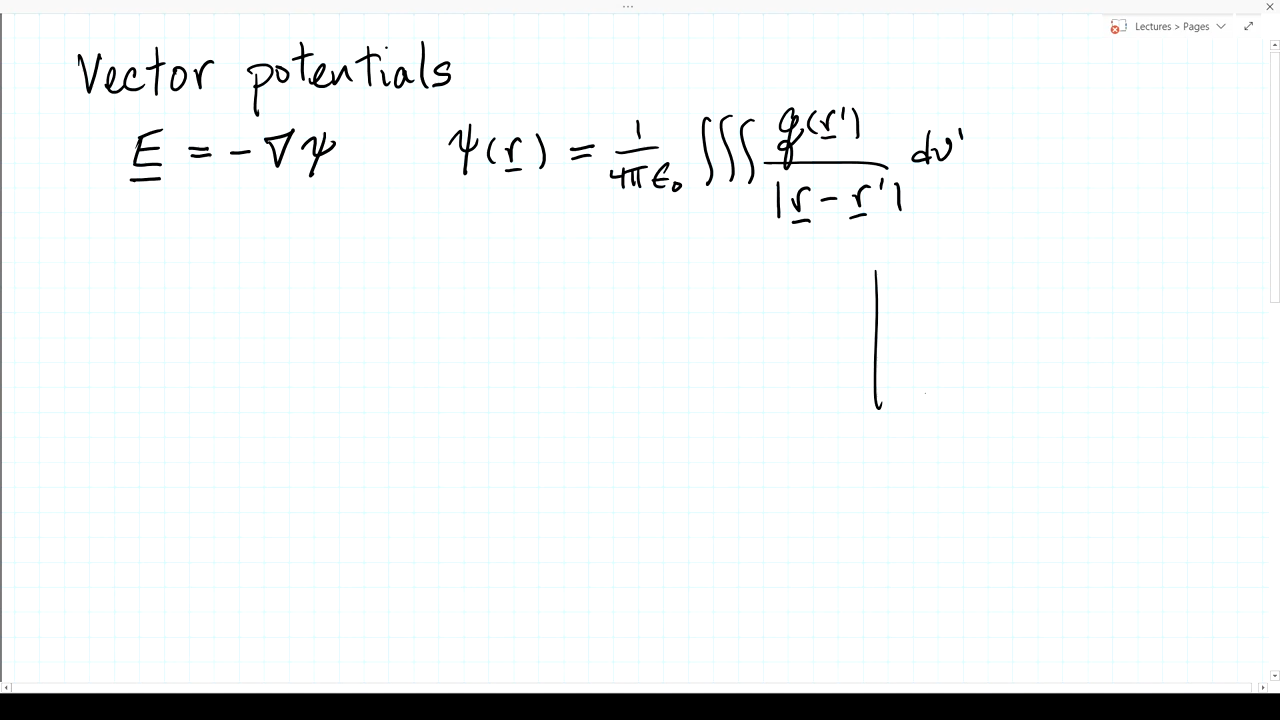 Lectures > Pages
Vector potentials
E = - ∇ψ    ψ(r) = 1/4πε₀ ∭ q(r')/|r - r'| dv'